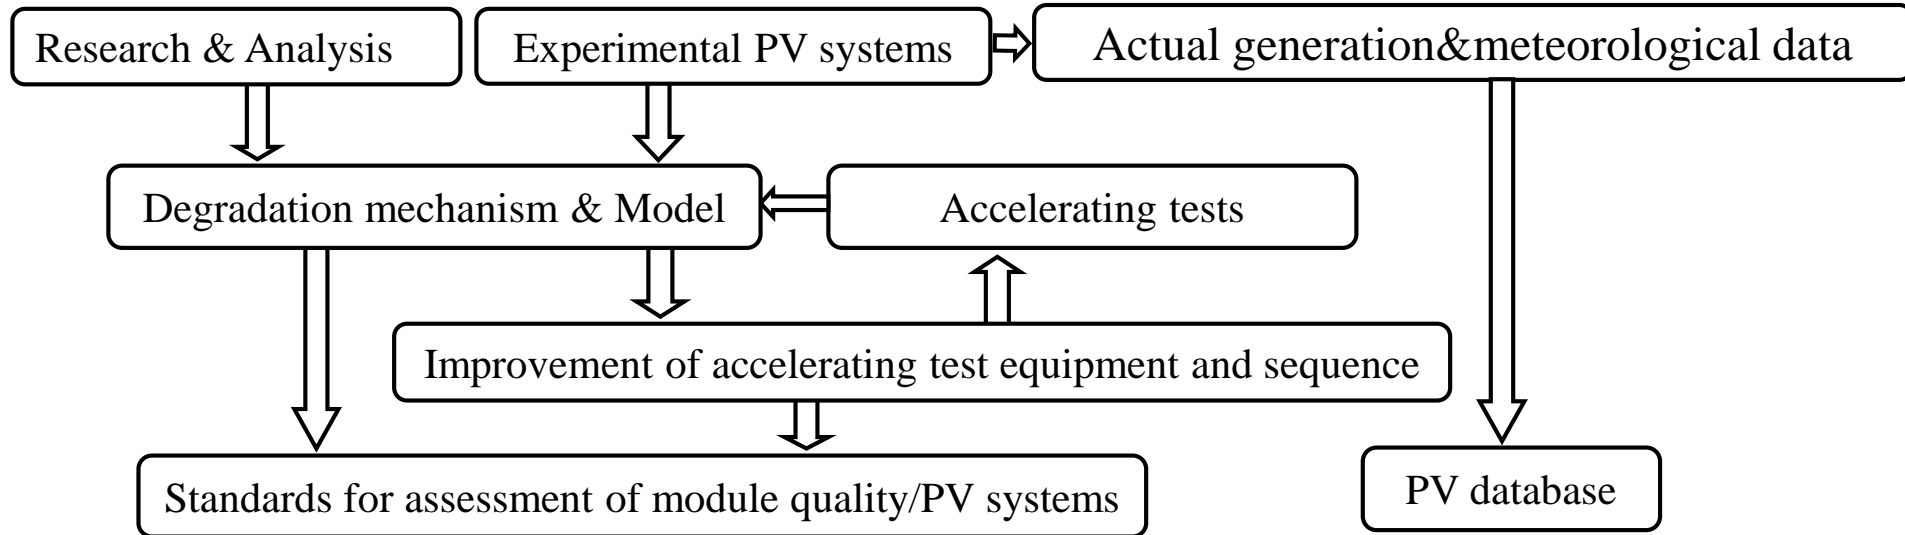 Research & Analysis
Experimental PV systems
Actual generation&meteorological data
Degradation mechanism & Model
Accelerating tests
Improvement of accelerating test equipment and sequence
Standards for assessment of module quality/PV systems
PV database